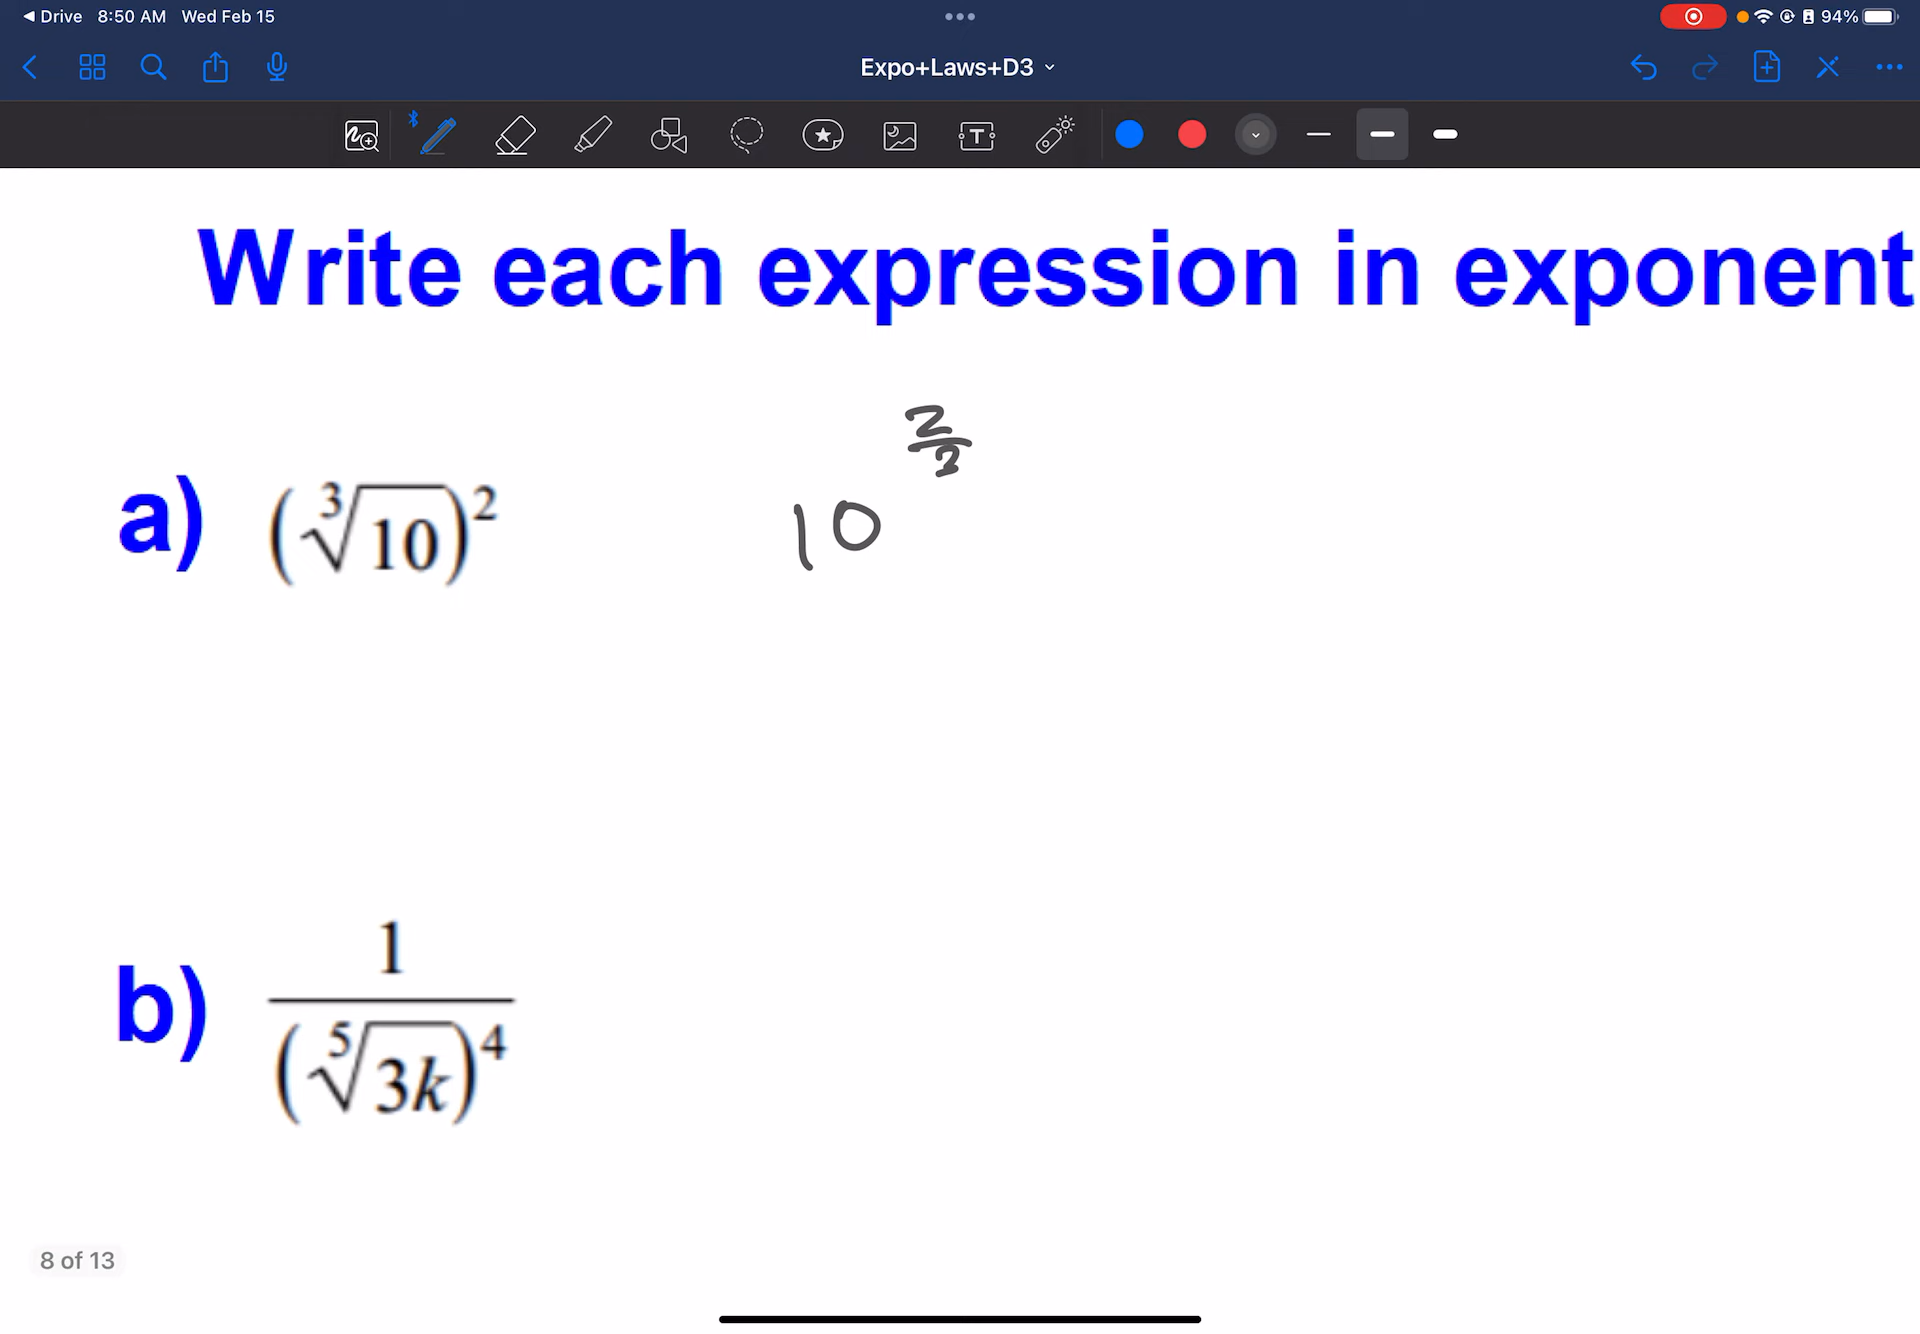 Drive 8:50 AM Wed Feb 15 94%
Expo+Laws+D3
T
Write each expression in exponent
a) (∛10)² 10^(2/3)
b) 1/(⁵√3k)⁴
8 of 13